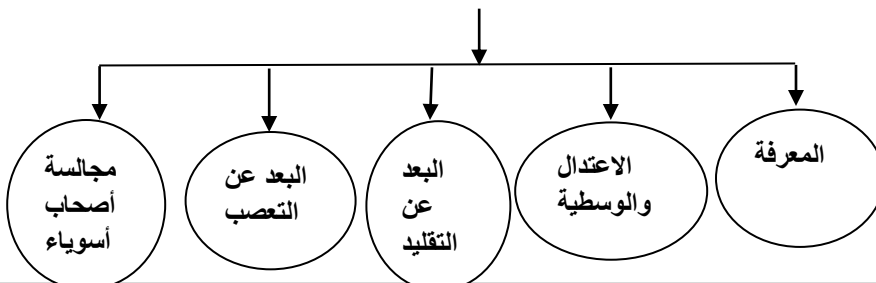 المعرفة
الاعتدال
والوسطية
البعد
عن
التقليد
البعد عن
التعصب
مجالسة
أصحاب
أسوياء